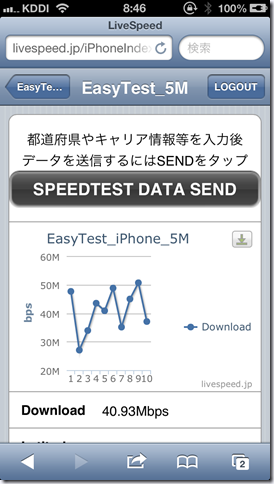 KDDI 8:46 100%
LiveSpeed
livespeed.jp/iPhoneInde
検索
EasyTe...
EasyTest_5M
LOGOUT
都道府県やキャリア情報等を入力後
データを送信するにはSENDをタップ
SPEEDTEST DATA SEND
EasyTest_iPhone_5M
60M
50M
40M
30M
20M
bps
1 2 3 4 5 6 7 8 9 10
Download
livespeed.jp
Download 40.93Mbps
2